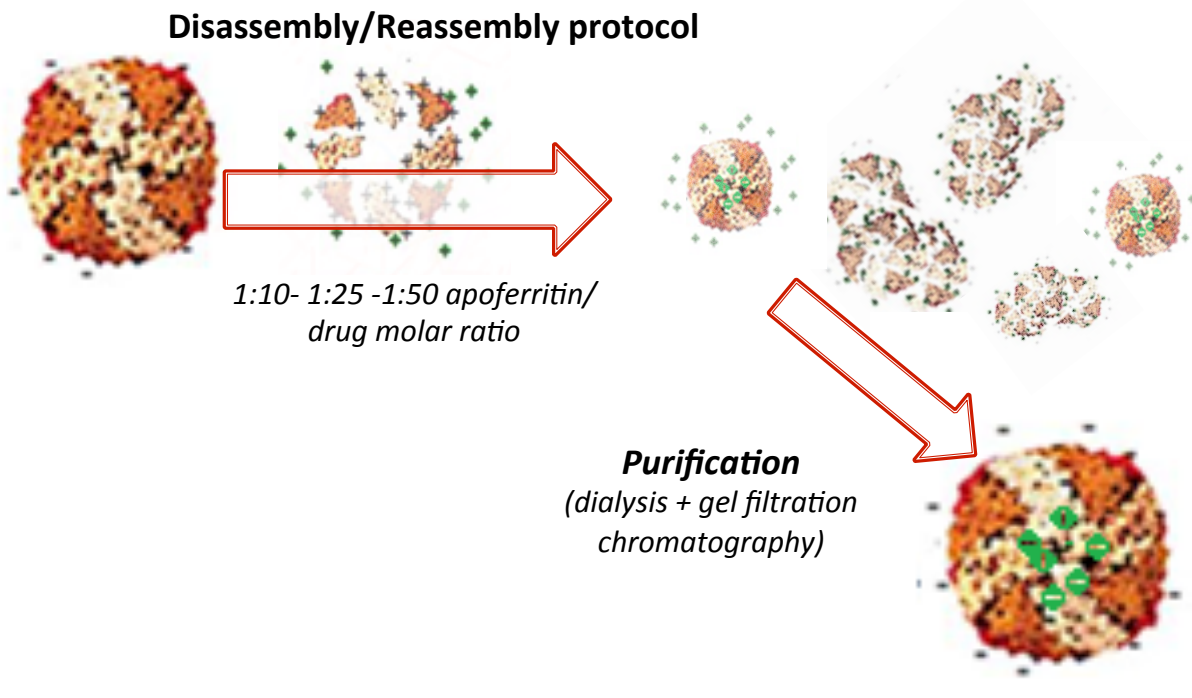 Disassembly/Reassembly protocol
1:10- 1:25 -1:50 apoferritin/
drug molar ratio
Purification
(dialysis + gel filtration
chromatography)